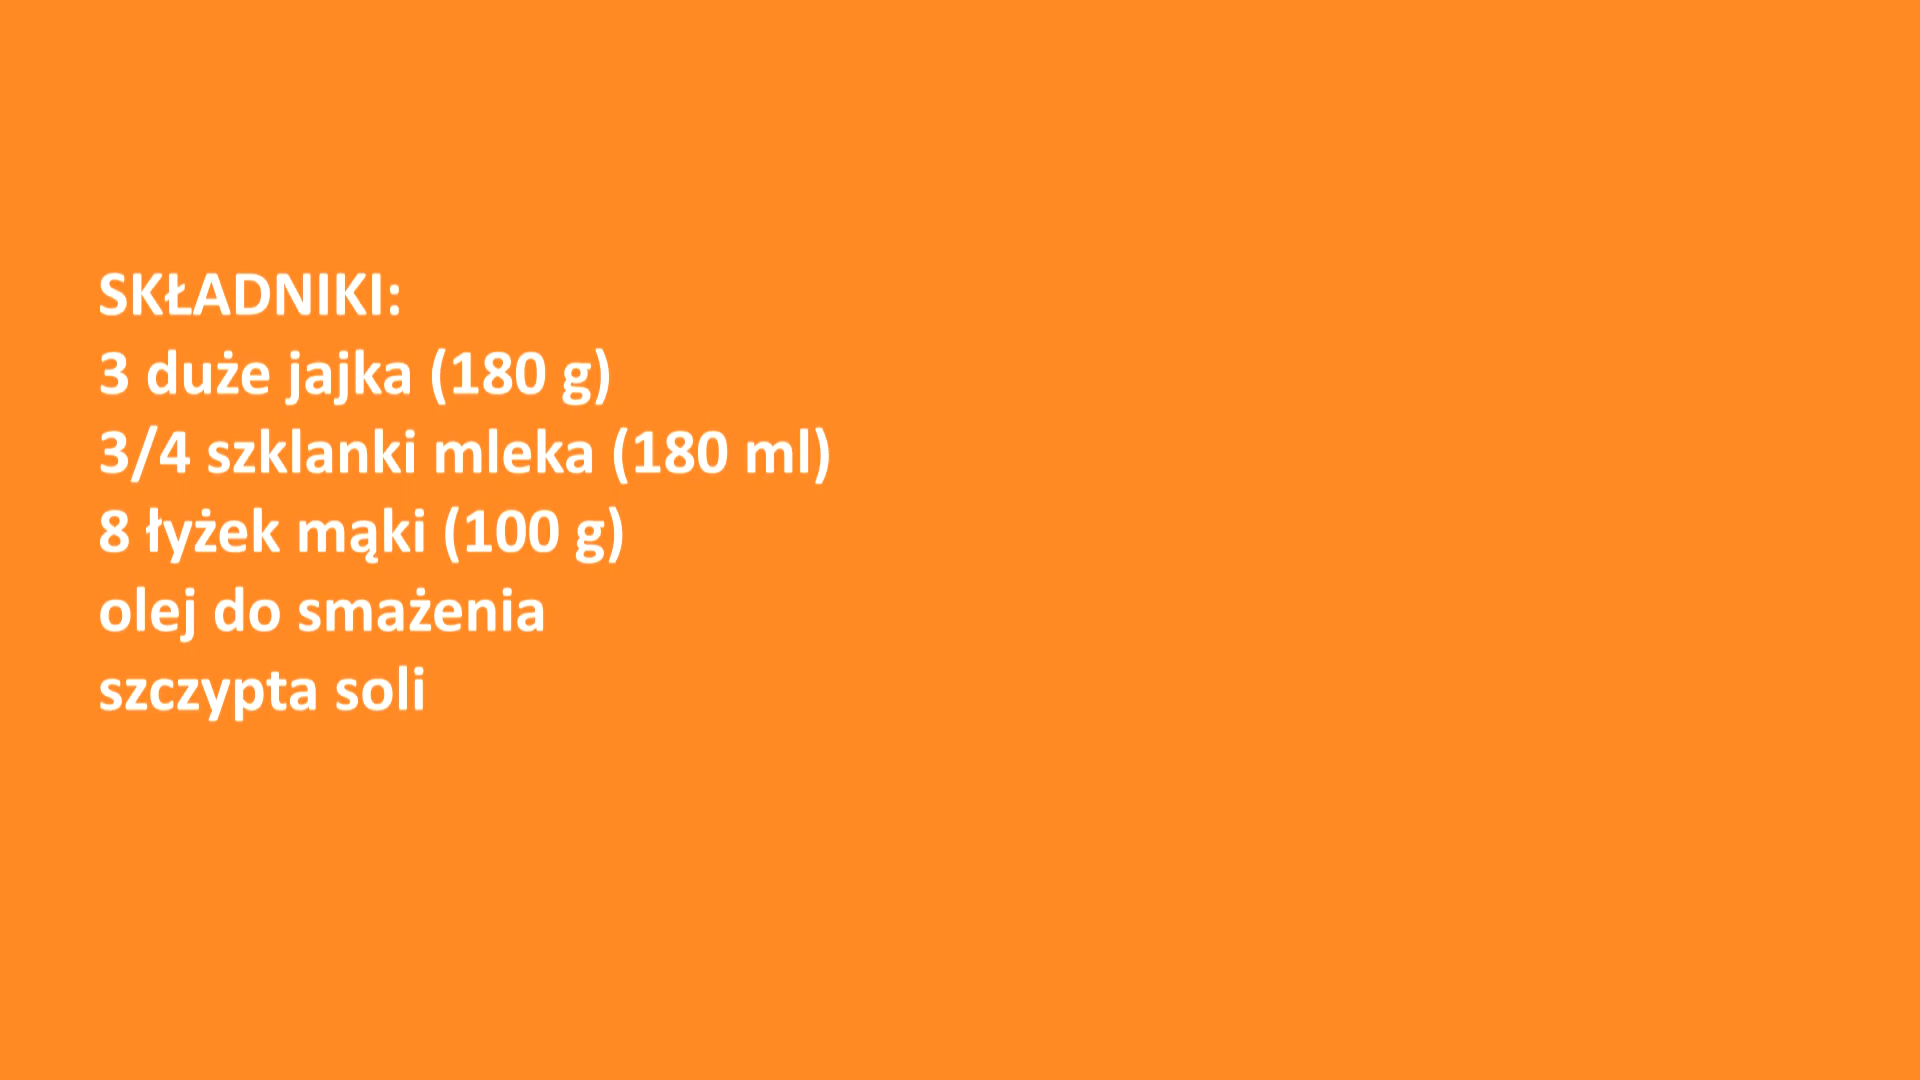 SKŁADNIKI:
3 duże jajka (180 g)
3/4 szklanki mleka (180 ml)
8 łyżek mąki (100 g)
olej do smażenia
szczypta soli